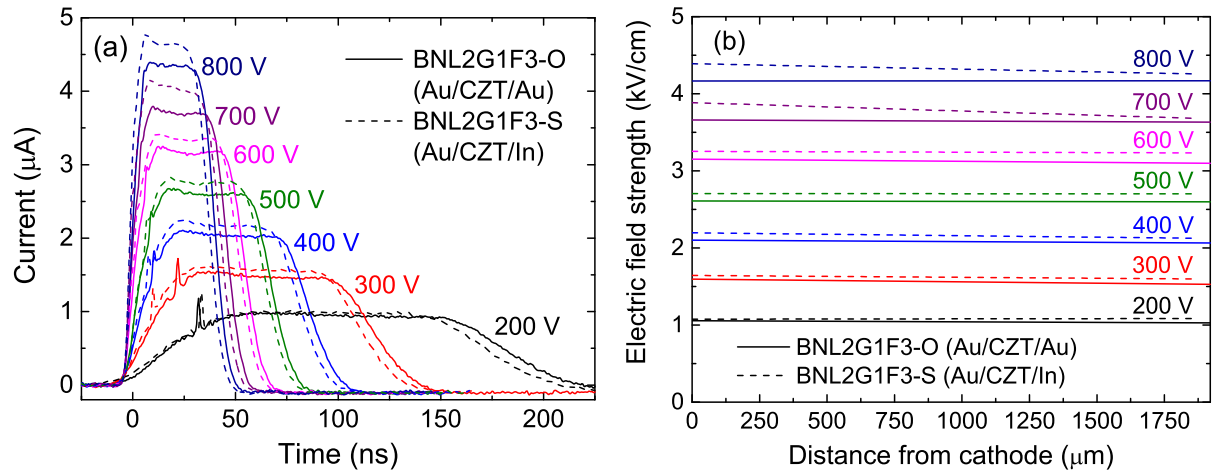 (a)
BNL2G1F3-O
(Au/CZT/Au)
BNL2G1F3-S
(Au/CZT/In)
800 V
700 V
600 V
500 V
400 V
300 V
200 V
Current (μA)
5
4
3
2
1
0
0 50 100 150 200
Time (ns)
(b)
800 V
700 V
600 V
500 V
400 V
300 V
200 V
BNL2G1F3-O (Au/CZT/Au)
BNL2G1F3-S (Au/CZT/In)
Electric field strength (kV/cm)
5
4
3
2
1
0
0 250 500 750 1000 1250 1500 1750
Distance from cathode (μm)